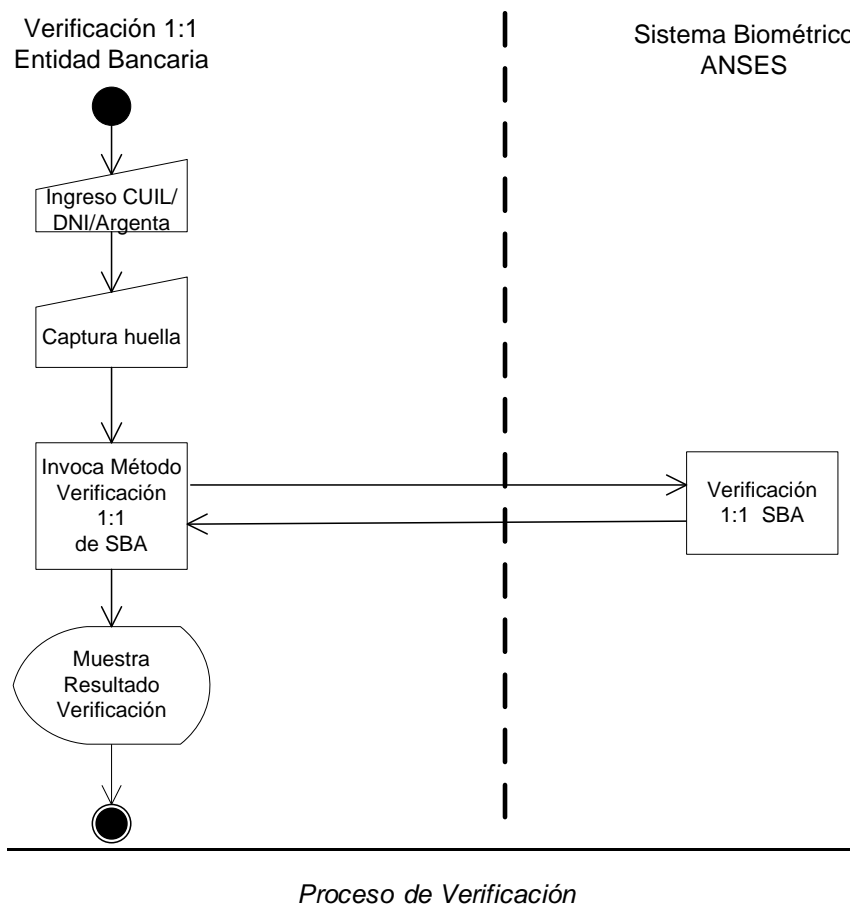 Verificación 1:1
Entidad Bancaria
Sistema Biométrico
ANSES
Ingreso CUIL/
DNI/Argenta
Captura huella
Invoca Método
Verificación
1:1
de SBA
Verificación
1:1 SBA
Muestra
Resultado
Verificación
Proceso de Verificación